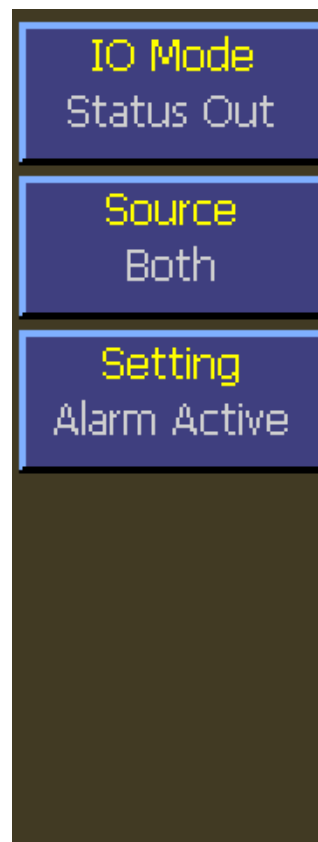 IO Mode
Status Out
Source
Both
Setting
Alarm Active